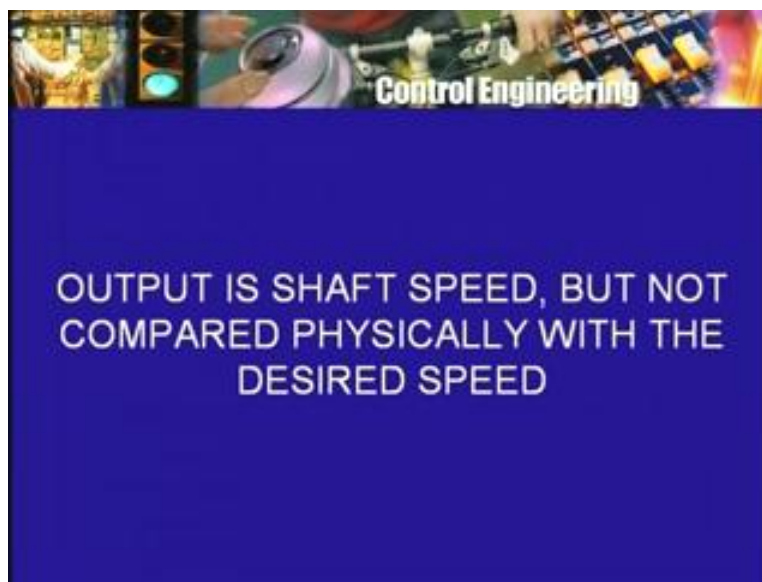 Control Engineering
OUTPUT IS SHAFT SPEED, BUT NOT
COMPARED PHYSICALLY WITH THE
DESIRED SPEED